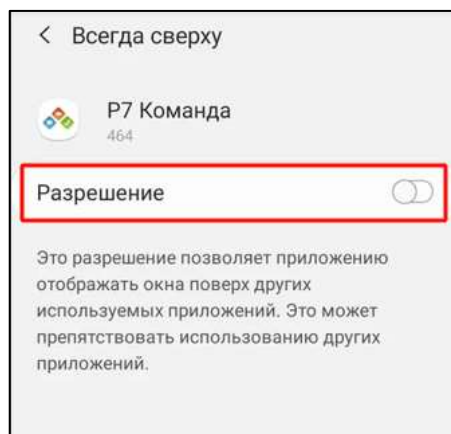 Всегда сверху
Р7 Команда
464
Разрешение
Это разрешение позволяет приложению
отображать окна поверх других
используемых приложений. Это может
препятствовать использованию других
приложений.